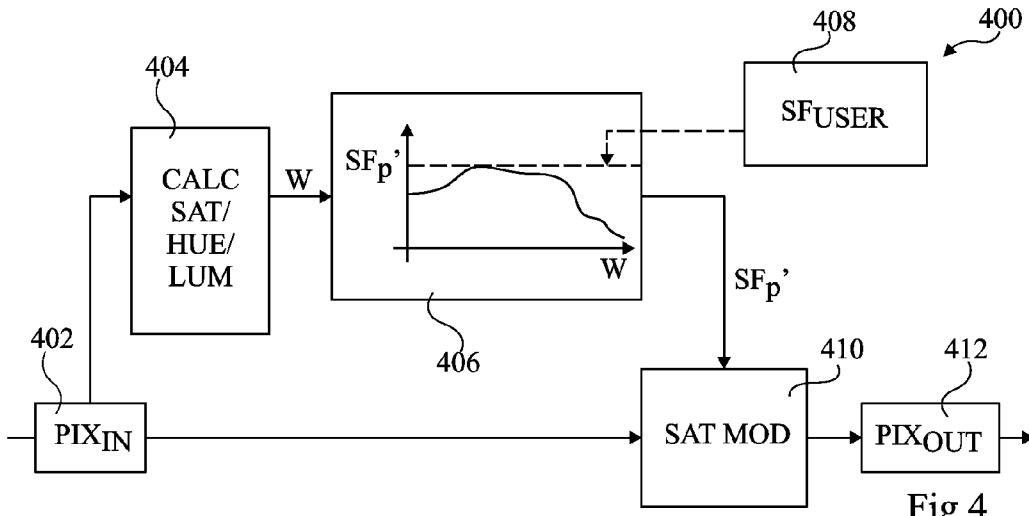 400
408
SFUSER
404
CALC
SAT/
HUE/
LUM
W
SFp'
W
406
SFp'
402
PIXIN
410
SAT MOD
412
PIXOUT
Fig 4